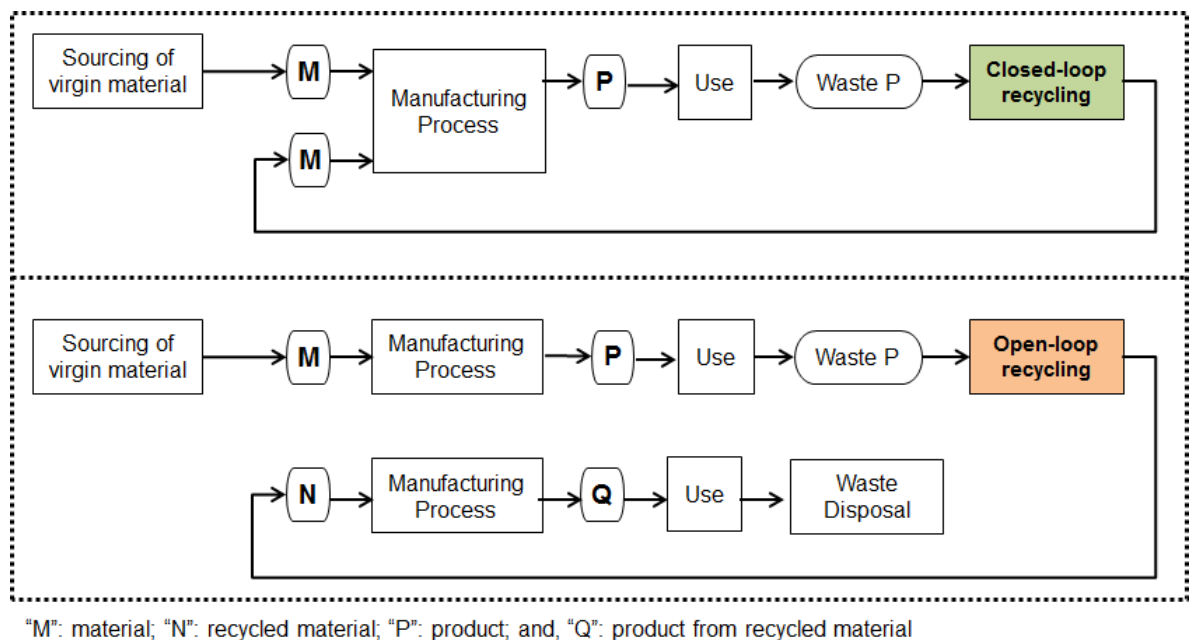 Sourcing of
virgin material
M
Manufacturing
Process
P
Use
Waste P
Closed-loop
recycling
M
Sourcing of
virgin material
M
Manufacturing
Process
P
Use
Waste P
Open-loop
recycling
N
Manufacturing
Process
Q
Use
Waste
Disposal
“M”: material; “N”: recycled material; “P”: product; and, “Q”: product from recycled material